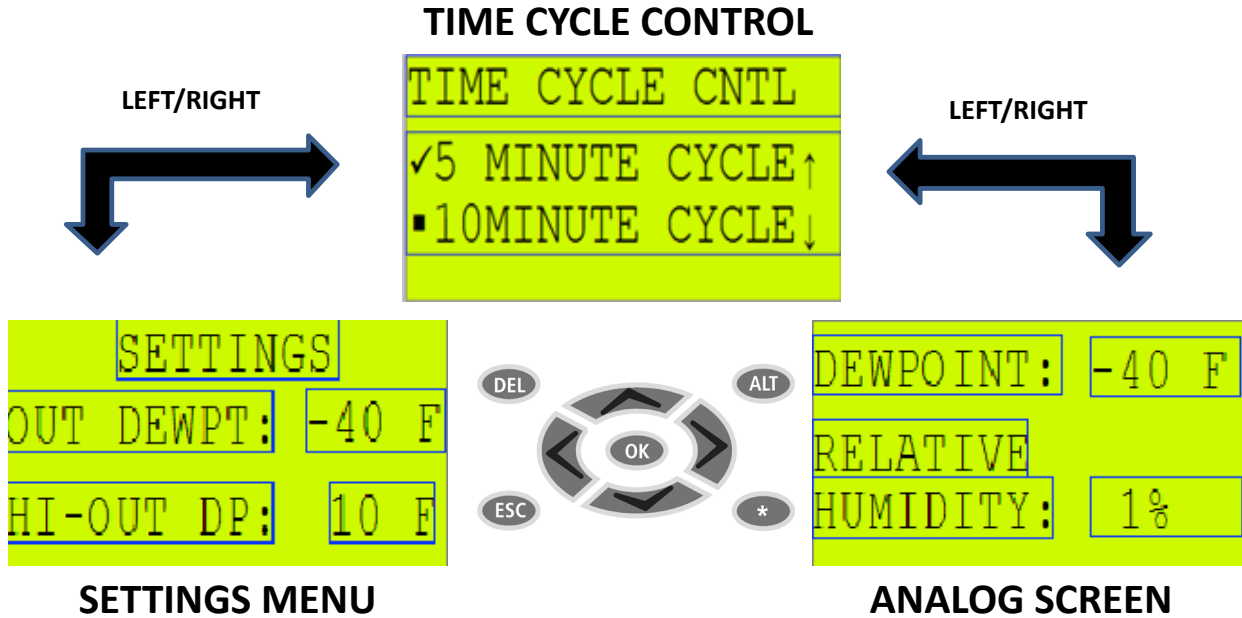 TIME CYCLE CONTROL
LEFT/RIGHT
TIME CYCLE CNTL
✓5 MINUTE CYCLE↑
▪10MINUTE CYCLE↓
LEFT/RIGHT
SETTINGS
OUT DEWPT: -40 F
HI-OUT DP: 10 F
SETTINGS MENU
DEL
ALT
OK
ESC
*
DEWPOINT: -40 F
RELATIVE
HUMIDITY: 1%
ANALOG SCREEN